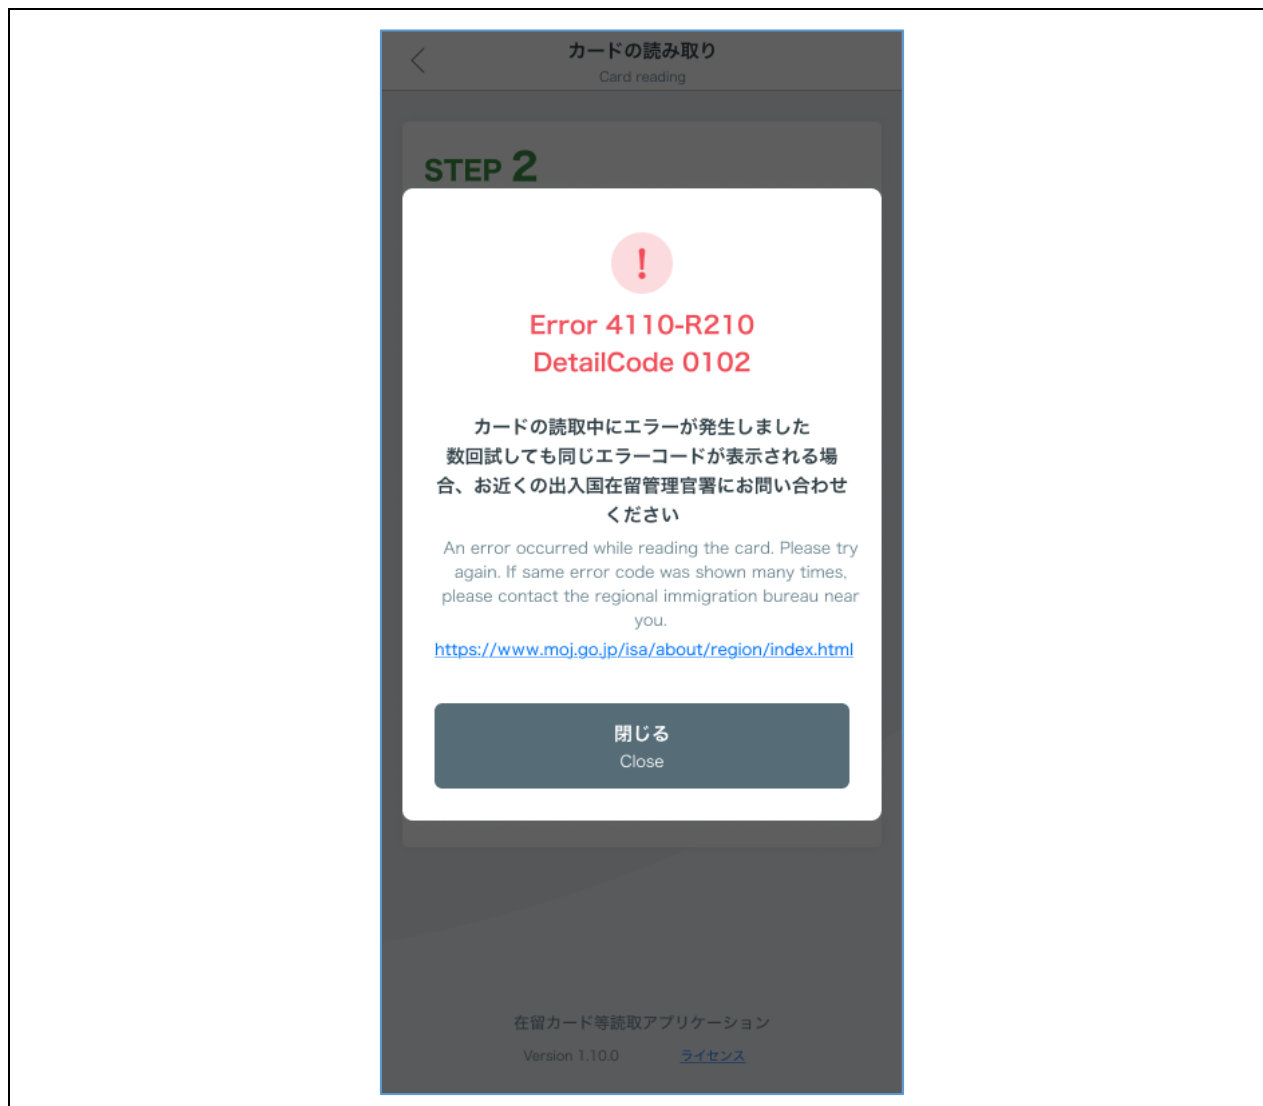 カードの読み取り
Card reading
STEP 2
!
Error 4110-R210
DetailCode 0102
カードの読取中にエラーが発生しました
数回試しても同じエラーコードが表示される場
合、お近くの出入国在留管理官署にお問い合わせ
ください
An error occurred while reading the card. Please try
again. If same error code was shown many times,
please contact the regional immigration bureau near
you.
https://www.moj.go.jp/isa/about/region/index.html
閉じる
Close
在留カード等読取アプリケーション
Version 1.10.0 ライセンス